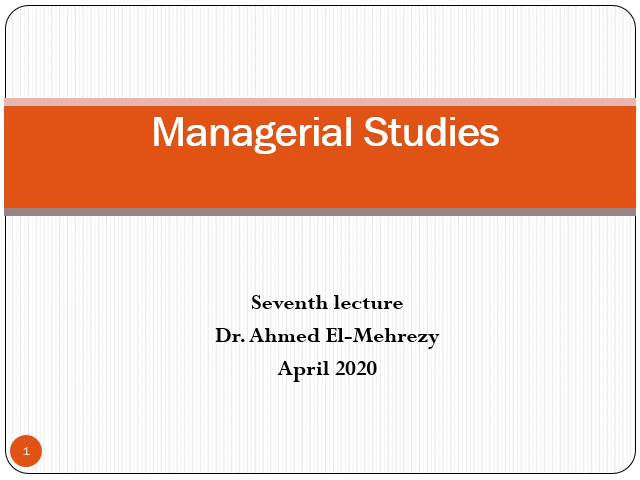 Managerial Studies
Seventh lecture
Dr. Ahmed El-Mehrezy
April 2020
1